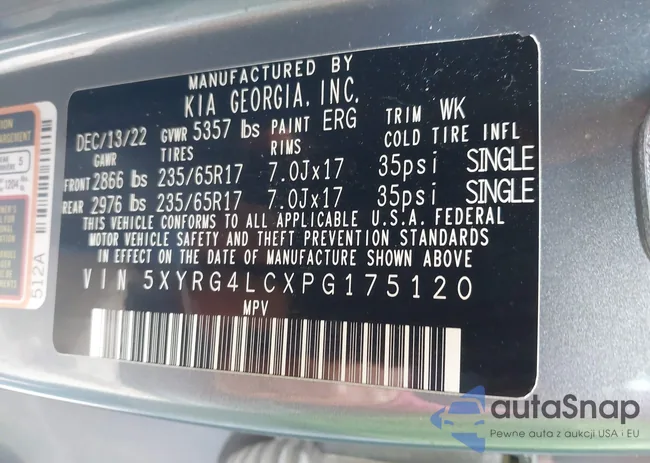 MANUFACTURED BY
KIA GEORGIA, INC.
DEC/13/22 GVWR 5357 lbs PAINT ERG TRIM WK
GAWR TIRES RIMS COLD TIRE INFL
FRONT 2866 lbs 235/65R17 7.0Jx17 35psi SINGLE
REAR 2976 lbs 235/65R17 7.0Jx17 35psi SINGLE
THIS VEHICLE CONFORMS TO ALL APPLICABLE U.S.A. FEDERAL
MOTOR VEHICLE SAFETY AND THEFT PREVENTION STANDARDS
IN EFFECT ON THE DATE OF MANUFACTURE SHOWN ABOVE
VIN 5XYRG4LCXPG175120
MPV
512A
autaSnap
Pewne auta z aukcji USA i EU